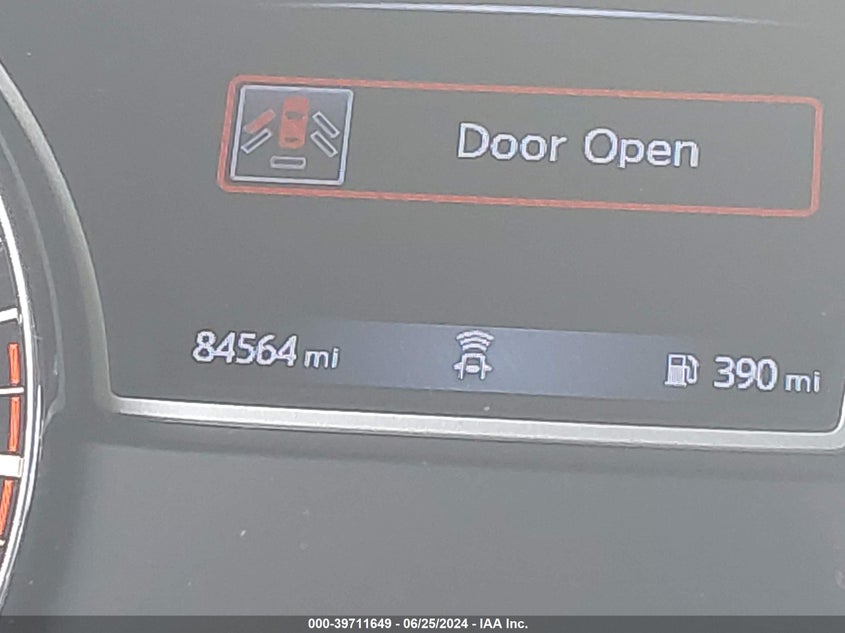 Door Open
84564 mi
390 mi
000-39711649 - 06/25/2024 - IAA Inc.